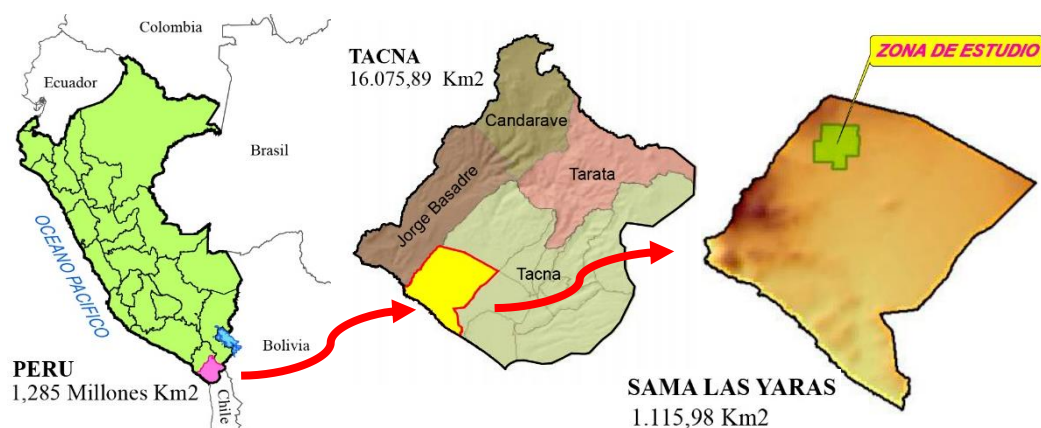 Colombia
Ecuador
Brasil
OCEANO PACIFICO
Bolivia
Chile
PERU
1,285 Millones Km2
TACNA
16.075,89 Km2
Candarave
Tarata
Jorge Basadre
Tacna
ZONA DE ESTUDIO
SAMA LAS YARAS
1.115,98 Km2